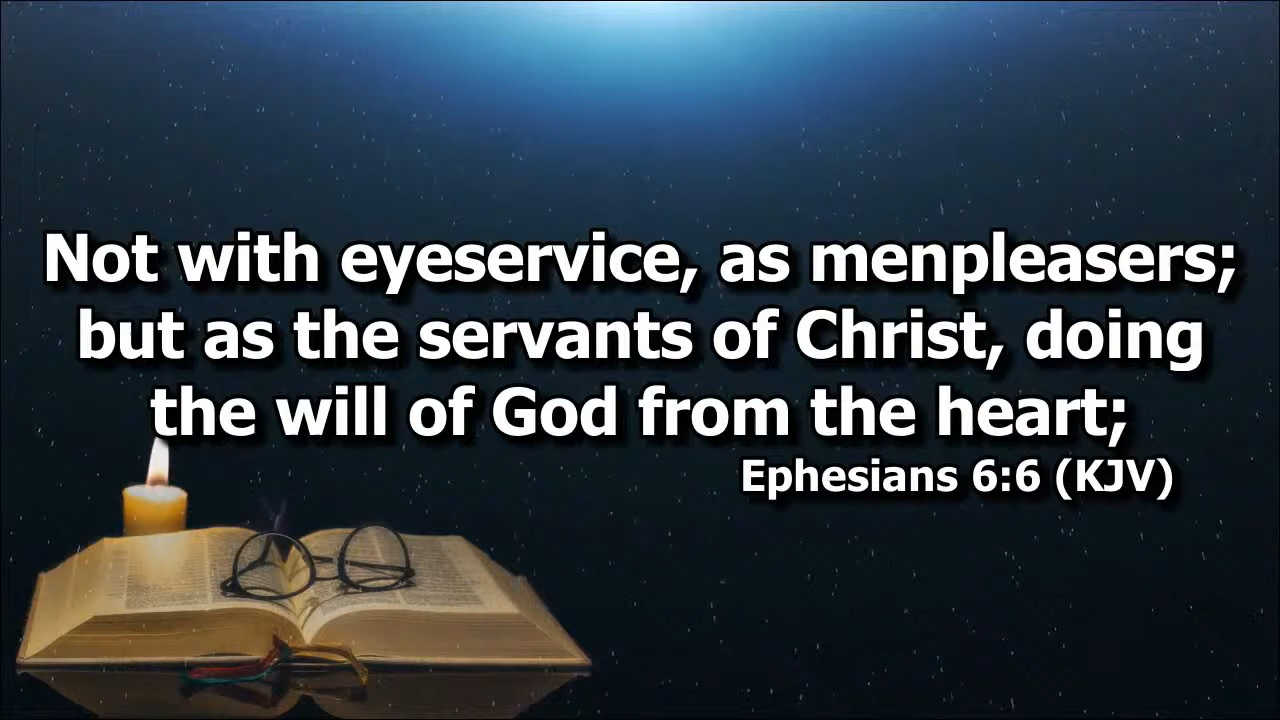 Not with eyeservice, as menpleasers;
but as the servants of Christ, doing
the will of God from the heart;
Ephesians 6:6 (KJV)